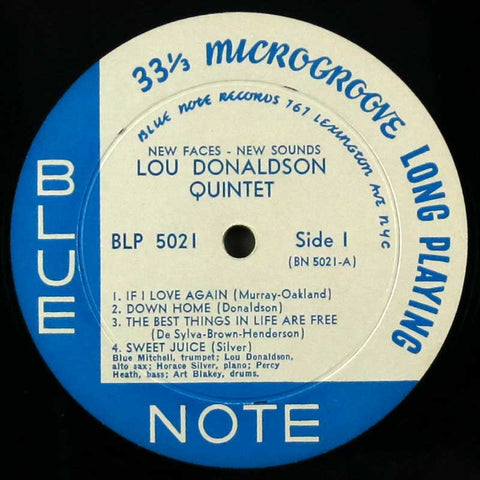 33⅓ MICROGROOVE LONG PLAYING
BLUE NOTE RECORDS 767 LEXINGTON AVE NYC
NEW FACES - NEW SOUNDS
LOU DONALDSON
QUINTET
BLP 5021 Side 1
(BN 5021-A)
1. IF I LOVE AGAIN (Murray-Oakland)
2. DOWN HOME (Donaldson)
3. THE BEST THINGS IN LIFE ARE FREE
(De Sylva-Brown-Henderson)
4. SWEET JUICE (Silver)
Blue Mitchell, trumpet; Lou Donaldson,
alto sax; Horace Silver, piano; Percy
Heath, bass; Art Blakey, drums.
BLUE
NOTE